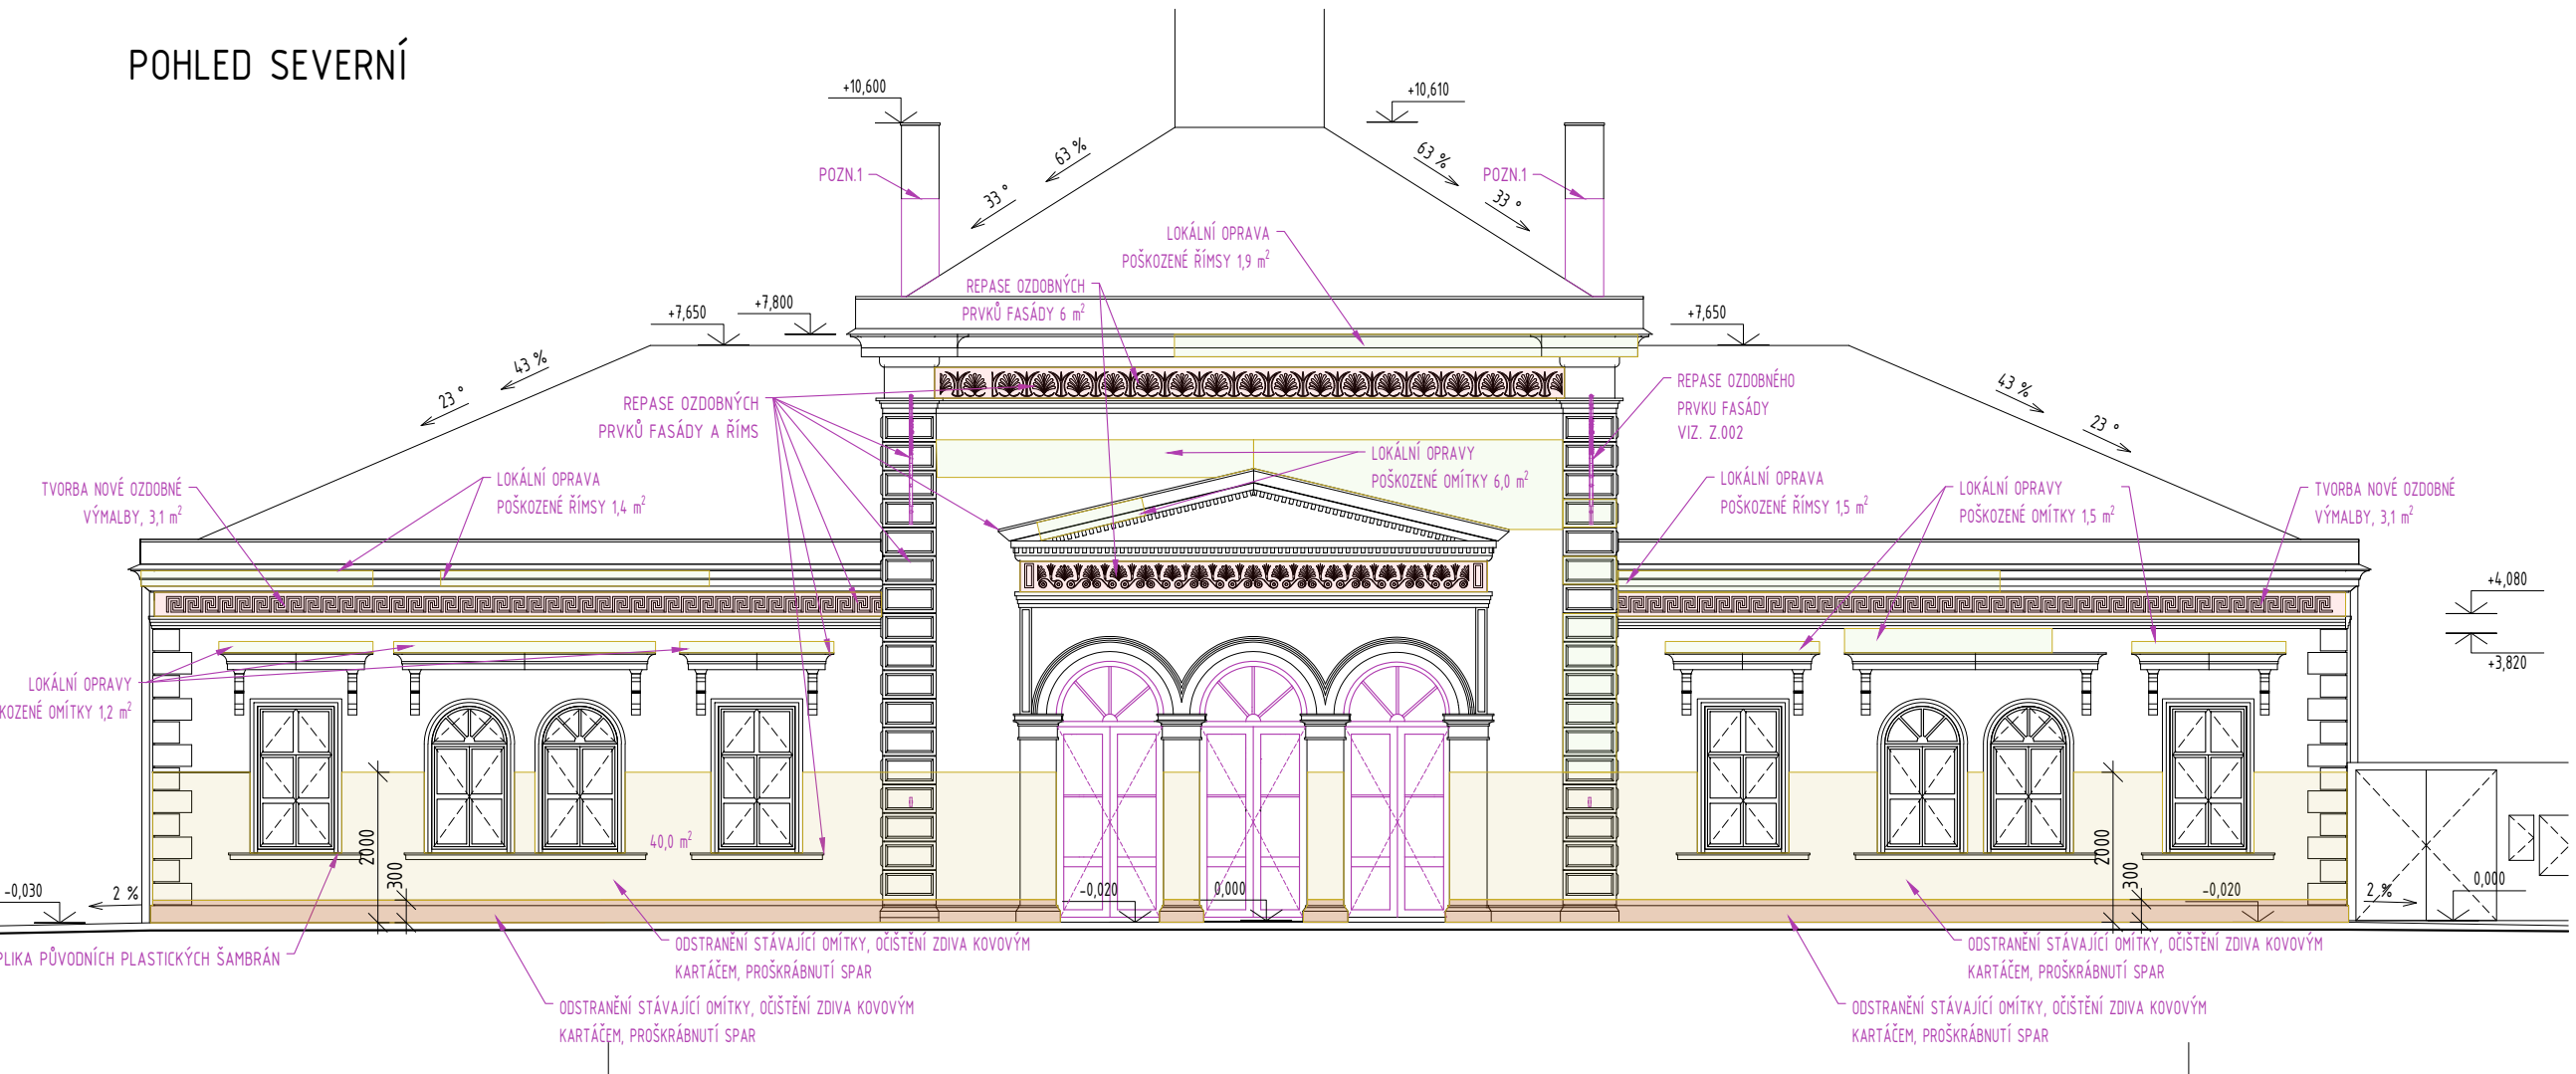 POHLED SEVERNÍ
+10,600
+10,610
63 %
63 %
POZN.1
POZN.1
33 °
33 °
LOKÁLNÍ OPRAVA
POŠKOZENÉ ŘÍMSY 1,9 m²
REPASE OZDOBNÝCH
PRVKŮ FASÁDY 6 m²
+7,650
+7,800
+7,650
43 %
23 °
43 %
23 °
REPASE OZDOBNÝCH
PRVKŮ FASÁDY A ŘÍMS
REPASE OZDOBNÉHO
PRVKU FASÁDY
VIZ. Z.002
LOKÁLNÍ OPRAVY
POŠKOZENÉ OMÍTKY 6,0 m²
TVORBA NOVÉ OZDOBNÉ
VÝMALBY, 3,1 m²
LOKÁLNÍ OPRAVA
POŠKOZENÉ ŘÍMSY 1,4 m²
LOKÁLNÍ OPRAVA
POŠKOZENÉ ŘÍMSY 1,5 m²
LOKÁLNÍ OPRAVY
POŠKOZENÉ OMÍTKY 1,5 m²
TVORBA NOVÉ OZDOBNÉ
VÝMALBY, 3,1 m²
+4,080
+3,820
LOKÁLNÍ OPRAVY
KOZENÉ OMÍTKY 1,2 m²
2000
300
40,0 m²
2000
300
-0,030
2 %
-0,020
0,000
-0,020
2 %
0,000
PLIKA PŮVODNÍCH PLASTICKÝCH ŠAMBRÁN
ODSTRANĚNÍ STÁVAJÍCÍ OMÍTKY, OČIŠTĚNÍ ZDIVA KOVOVÝM
KARTÁČEM, PROŠKRÁBNUTÍ SPAR
ODSTRANĚNÍ STÁVAJÍCÍ OMÍTKY, OČIŠTĚNÍ ZDIVA KOVOVÝM
KARTÁČEM, PROŠKRÁBNUTÍ SPAR
ODSTRANĚNÍ STÁVAJÍCÍ OMÍTKY, OČIŠTĚNÍ ZDIVA KOVOVÝM
KARTÁČEM, PROŠKRÁBNUTÍ SPAR
ODSTRANĚNÍ STÁVAJÍCÍ OMÍTKY, OČIŠTĚNÍ ZDIVA KOVOVÝM
KARTÁČEM, PROŠKRÁBNUTÍ SPAR